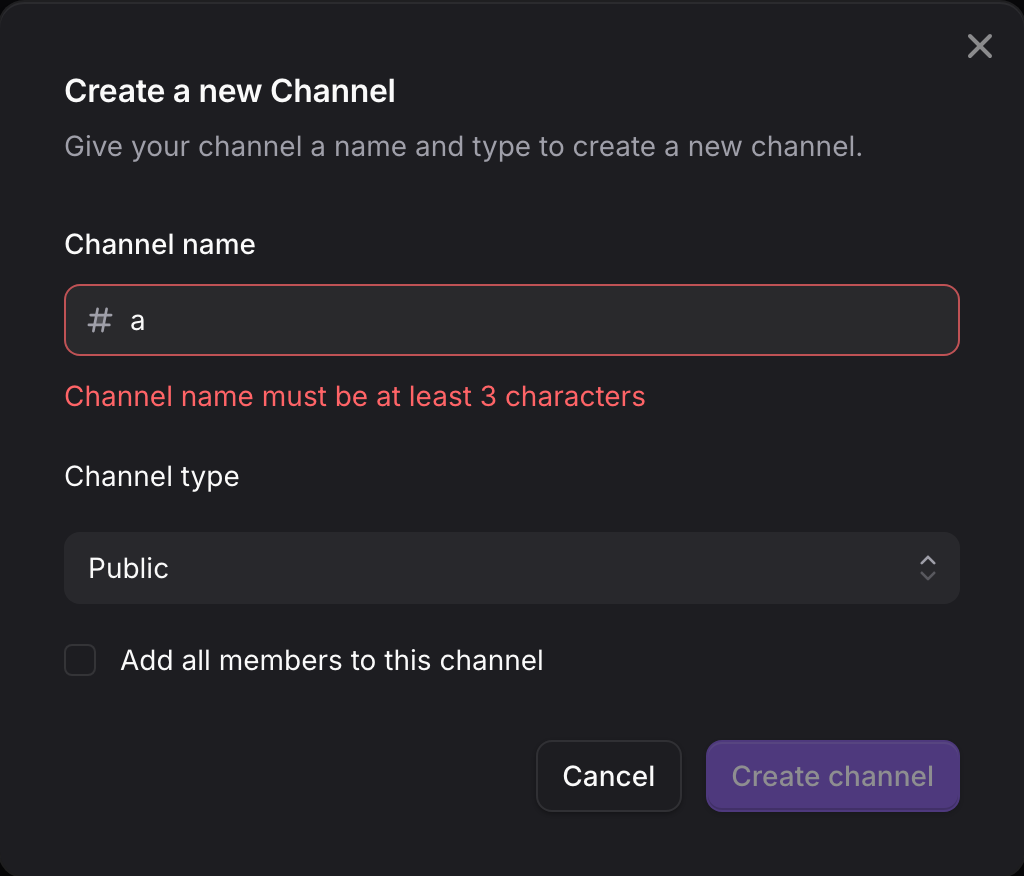 Create a new Channel
Give your channel a name and type to create a new channel.
Channel name
# a
Channel name must be at least 3 characters
Channel type
Public
Add all members to this channel
Cancel
Create channel